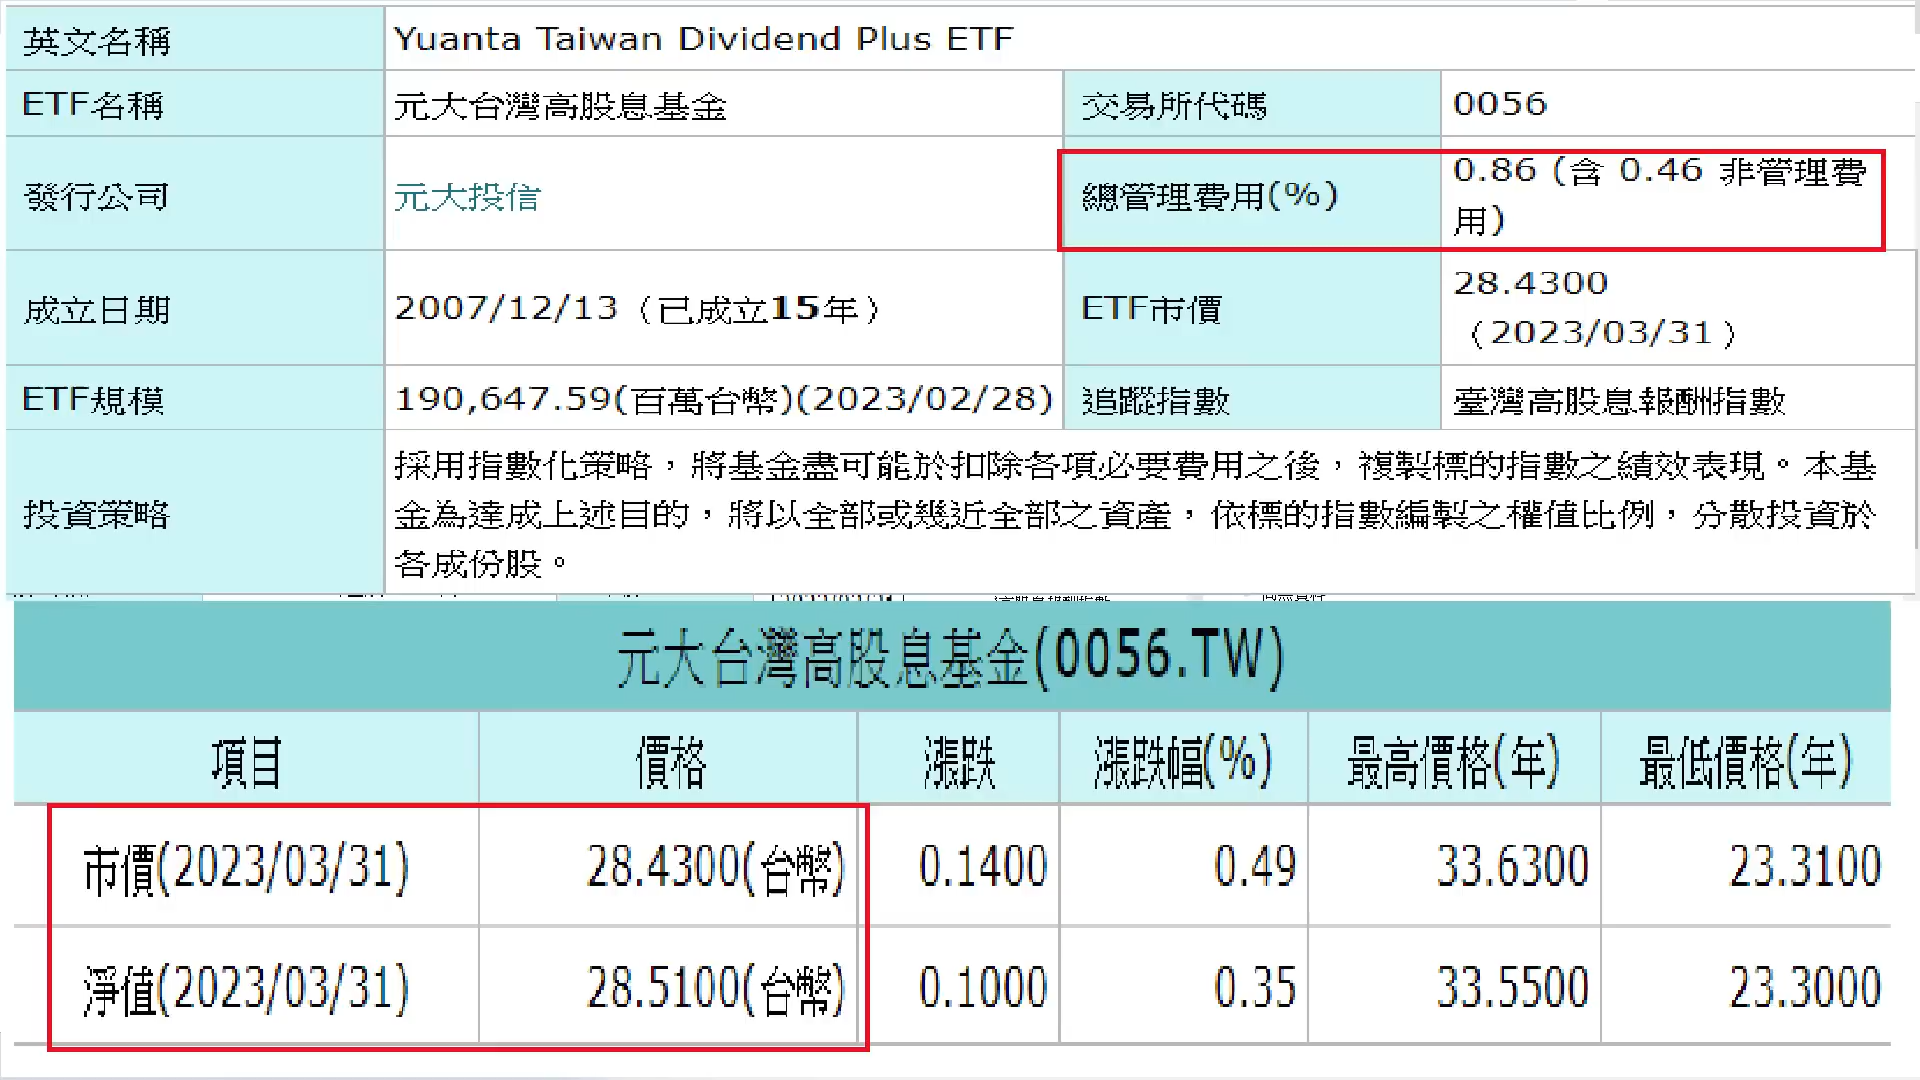 英文名稱 Yuanta Taiwan Dividend Plus ETF
ETF名稱 元大台灣高股息基金 交易所代碼 0056
發行公司 元大投信 總管理費用(%) 0.86 (含 0.46 非管理費
用)
成立日期 2007/12/13（已成立15年） ETF市價 28.4300
（2023/03/31）
ETF規模 190,647.59(百萬台幣)(2023/02/28) 追蹤指數 臺灣高股息報酬指數
投資策略
採用指數化策略，將基金盡可能於扣除各項必要費用之後，複製標的指數之績效表現。本基
金為達成上述目的，將以全部或幾近全部之資產，依標的指數編製之權值比例，分散投資於
各成份股。
元大台灣高股息基金(0056.TW)
項目 價格 漲跌 漲跌幅(%) 最高價格(年) 最低價格(年)
市價(2023/03/31) 28.4300(台幣) 0.1400 0.49 33.6300 23.3100
淨值(2023/03/31) 28.5100(台幣) 0.1000 0.35 33.5500 23.3000